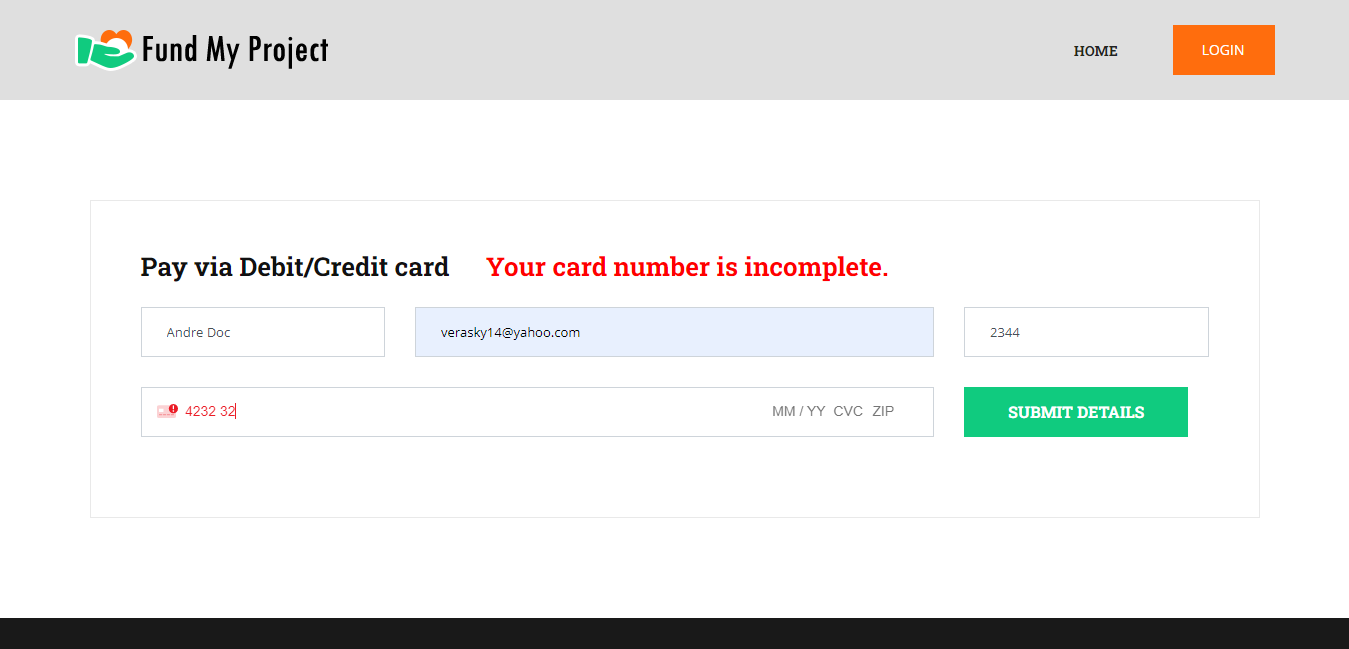 Fund My Project
HOME
LOGIN
Pay via Debit/Credit card Your card number is incomplete.
Andre Doc verasky14@yahoo.com 2344
4232 32 MM / YY CVC ZIP SUBMIT DETAILS